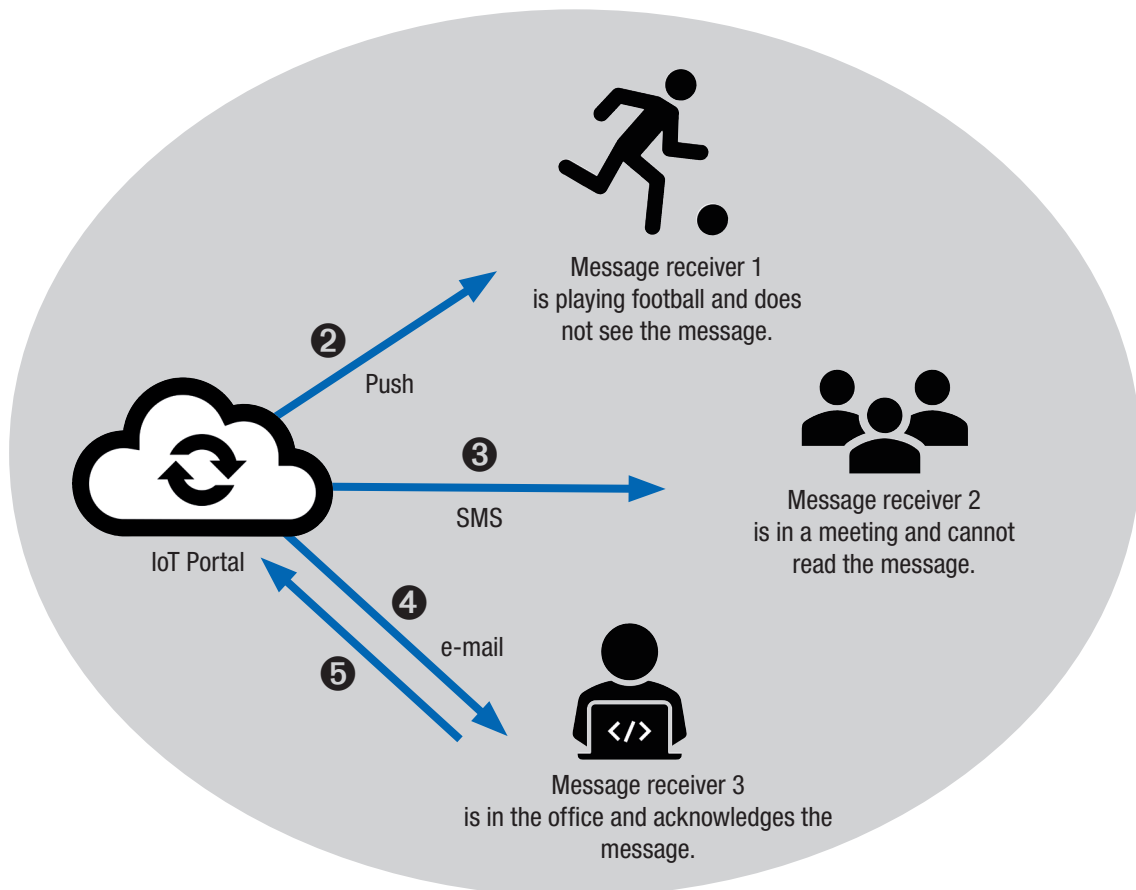 Message receiver 1
is playing football and does
not see the message.
❷
Push
❸
SMS
Message receiver 2
is in a meeting and cannot
read the message.
IoT Portal
❹
e-mail
❺
</>
Message receiver 3
is in the office and acknowledges the
message.